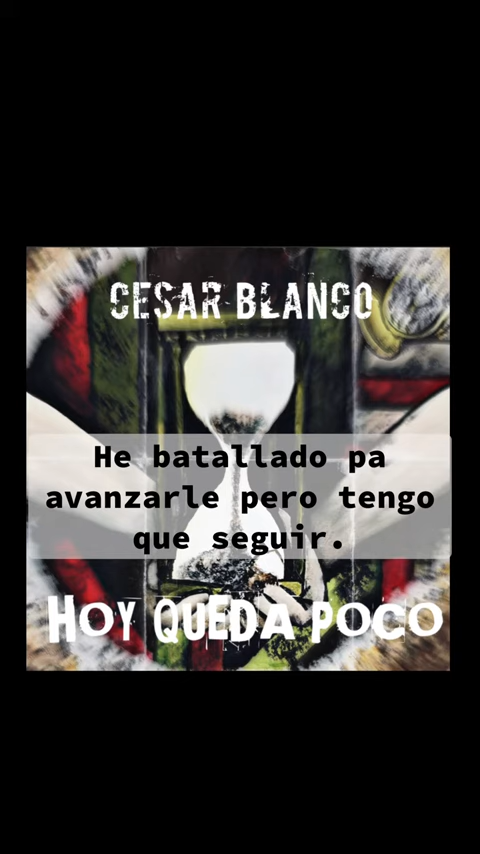 CESAR BLANCO
He batallado pa
avanzarle pero tengo
que seguir.
HOY QUEDA POCO